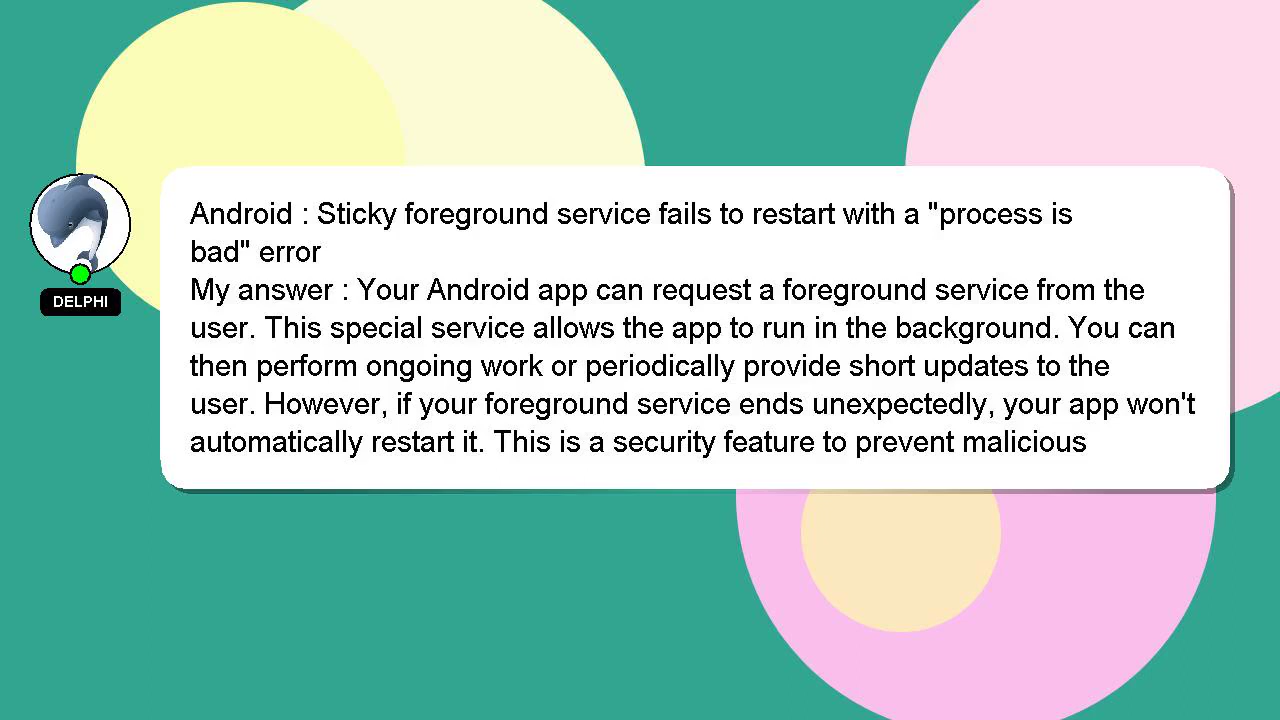 Android : Sticky foreground service fails to restart with a "process is
bad" error
My answer : Your Android app can request a foreground service from the
user. This special service allows the app to run in the background. You can
then perform ongoing work or periodically provide short updates to the
user. However, if your foreground service ends unexpectedly, your app won't
automatically restart it. This is a security feature to prevent malicious
DELPHI